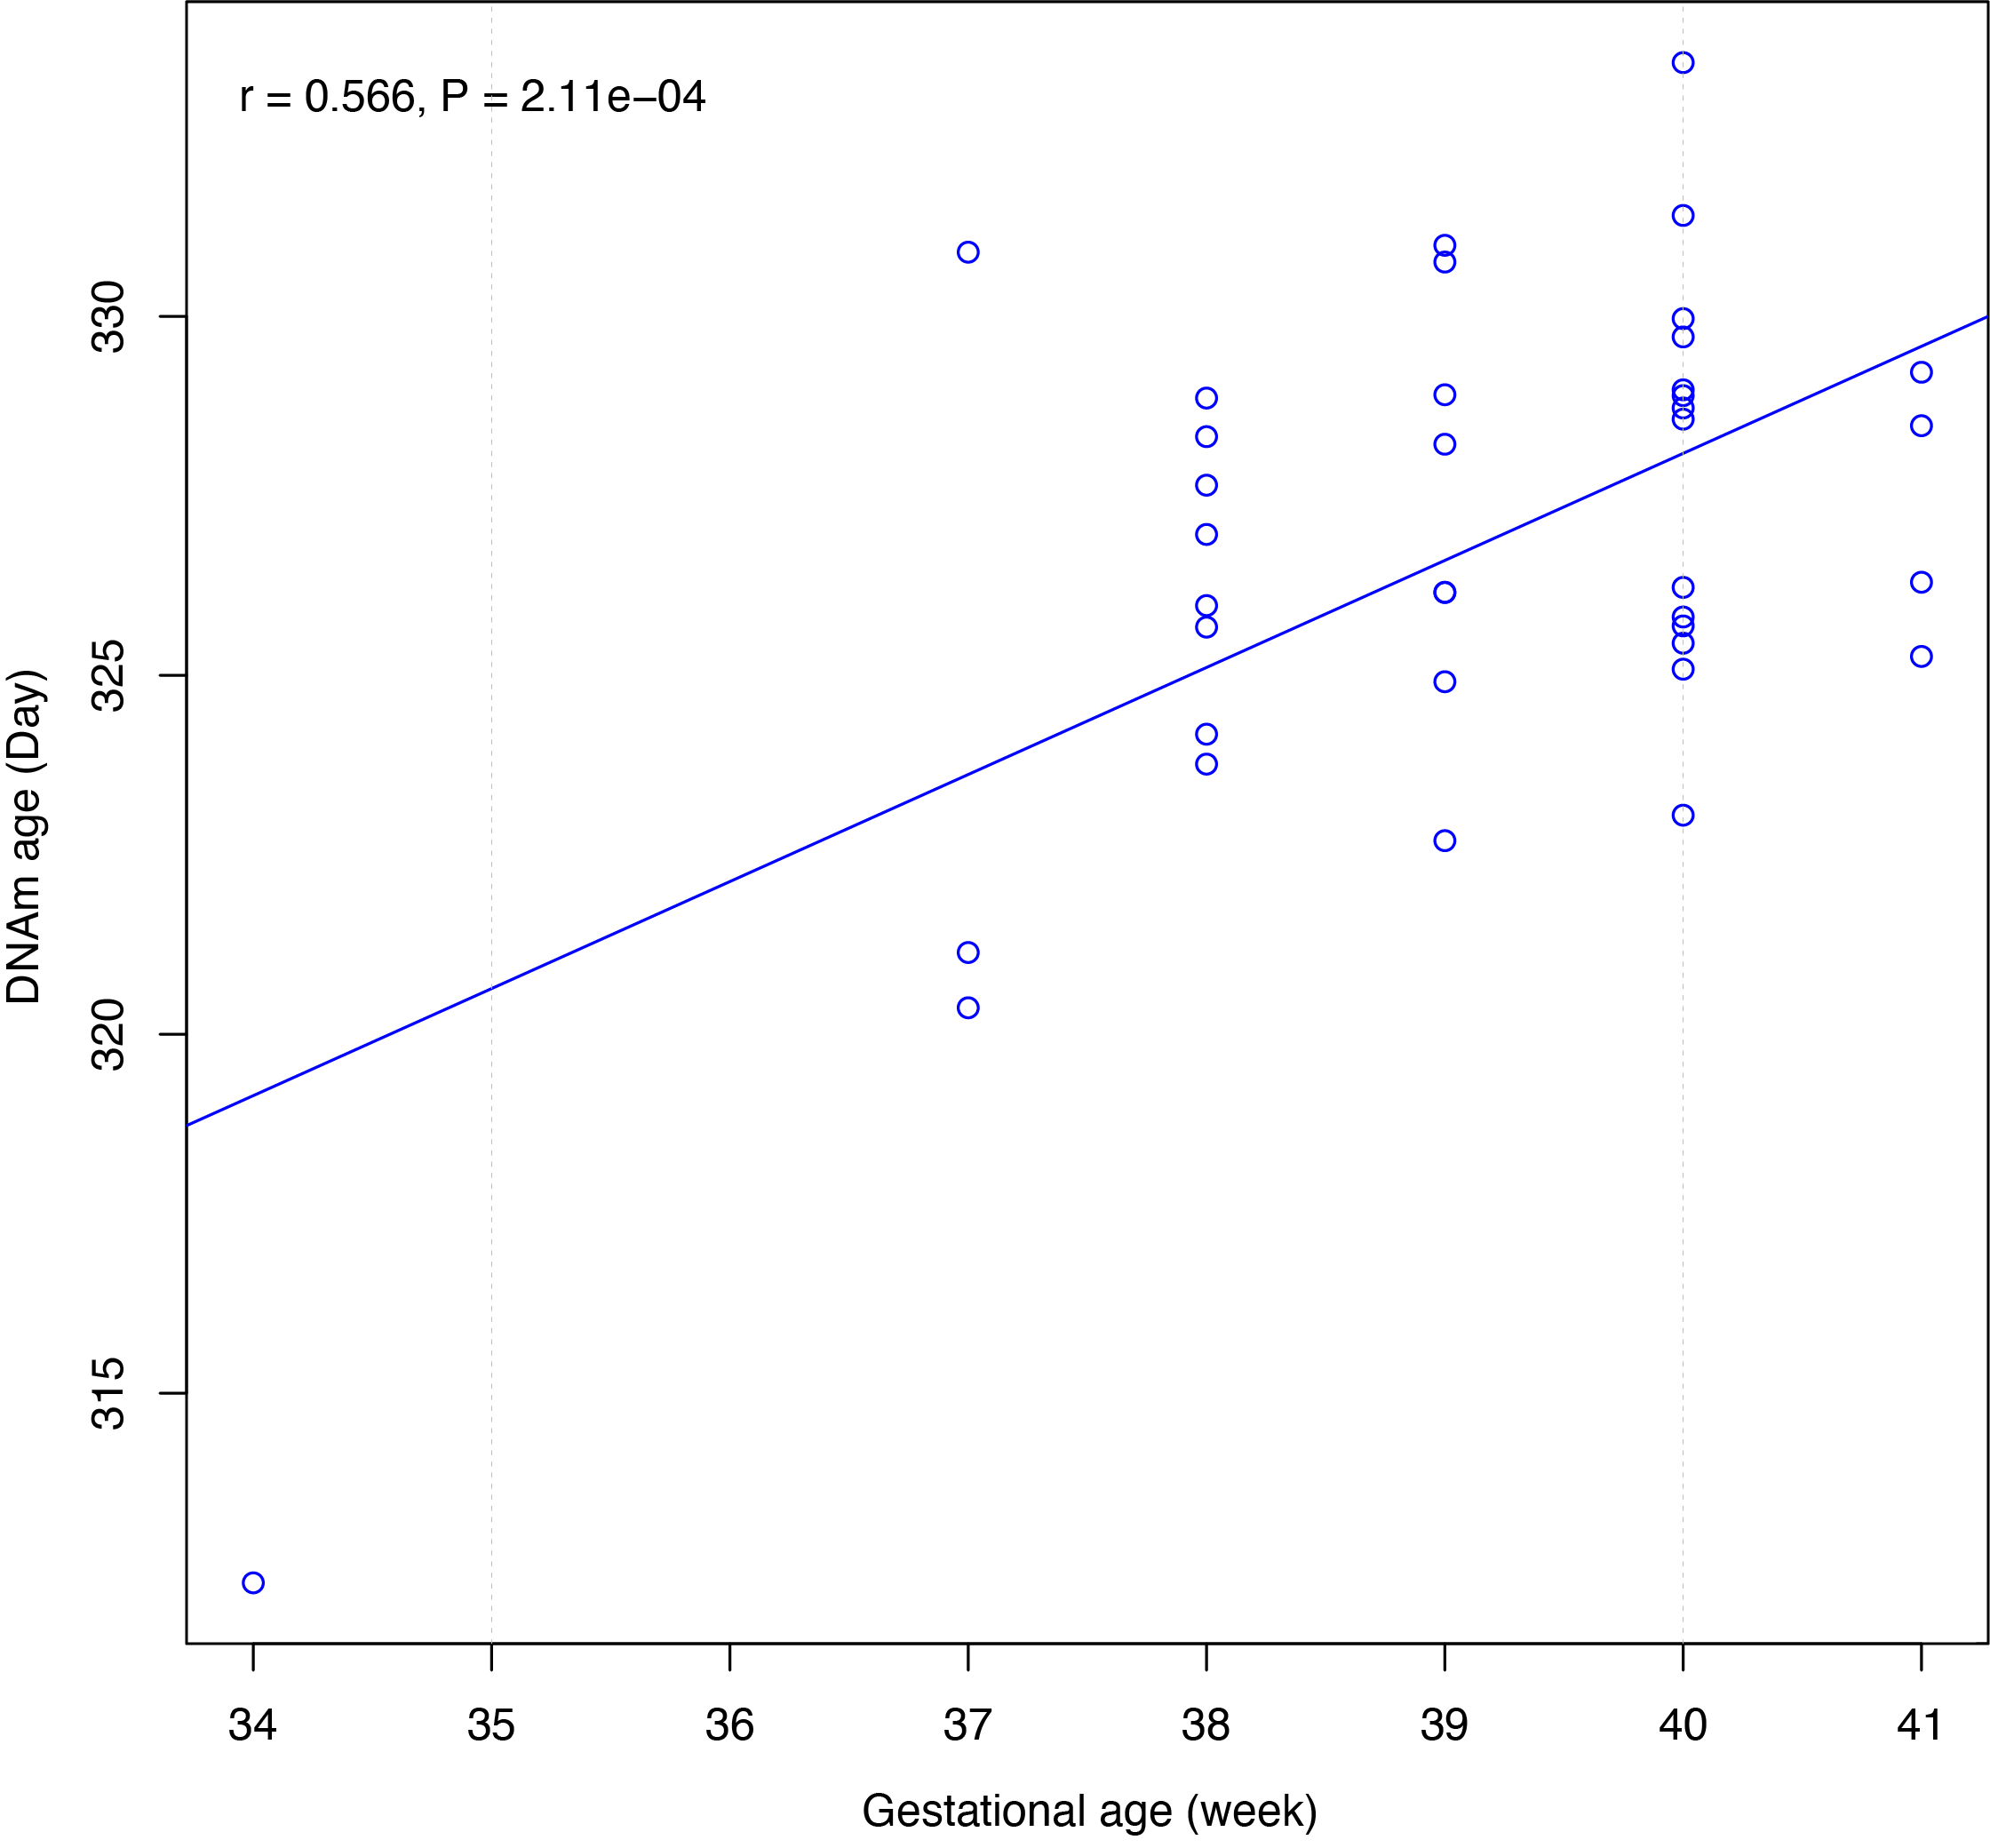 r = 0.566, P = 2.11e−04
DNAm age (Day)
330
325
320
315
34 35 36 37 38 39 40 41
Gestational age (week)